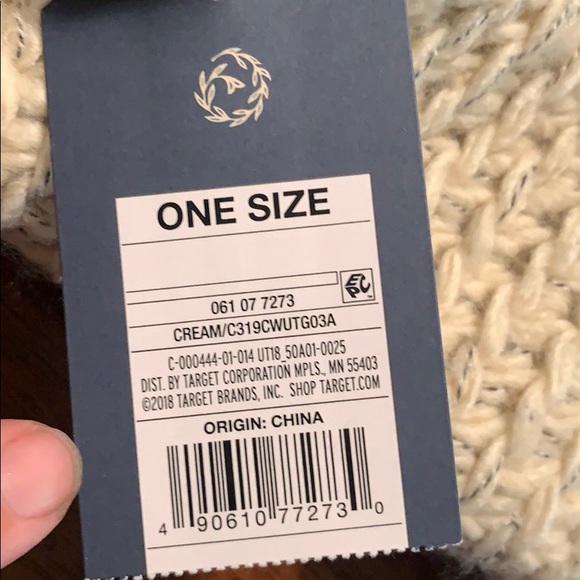 ONE SIZE
EPC
061 07 7273
CREAM/C319CWUTG03A
C-000444-01-014 UT18_50A01-0025
DIST. BY TARGET CORPORATION MPLS., MN 55403
©2018 TARGET BRANDS, INC. SHOP TARGET.COM
ORIGIN: CHINA
4 90610 77273 0